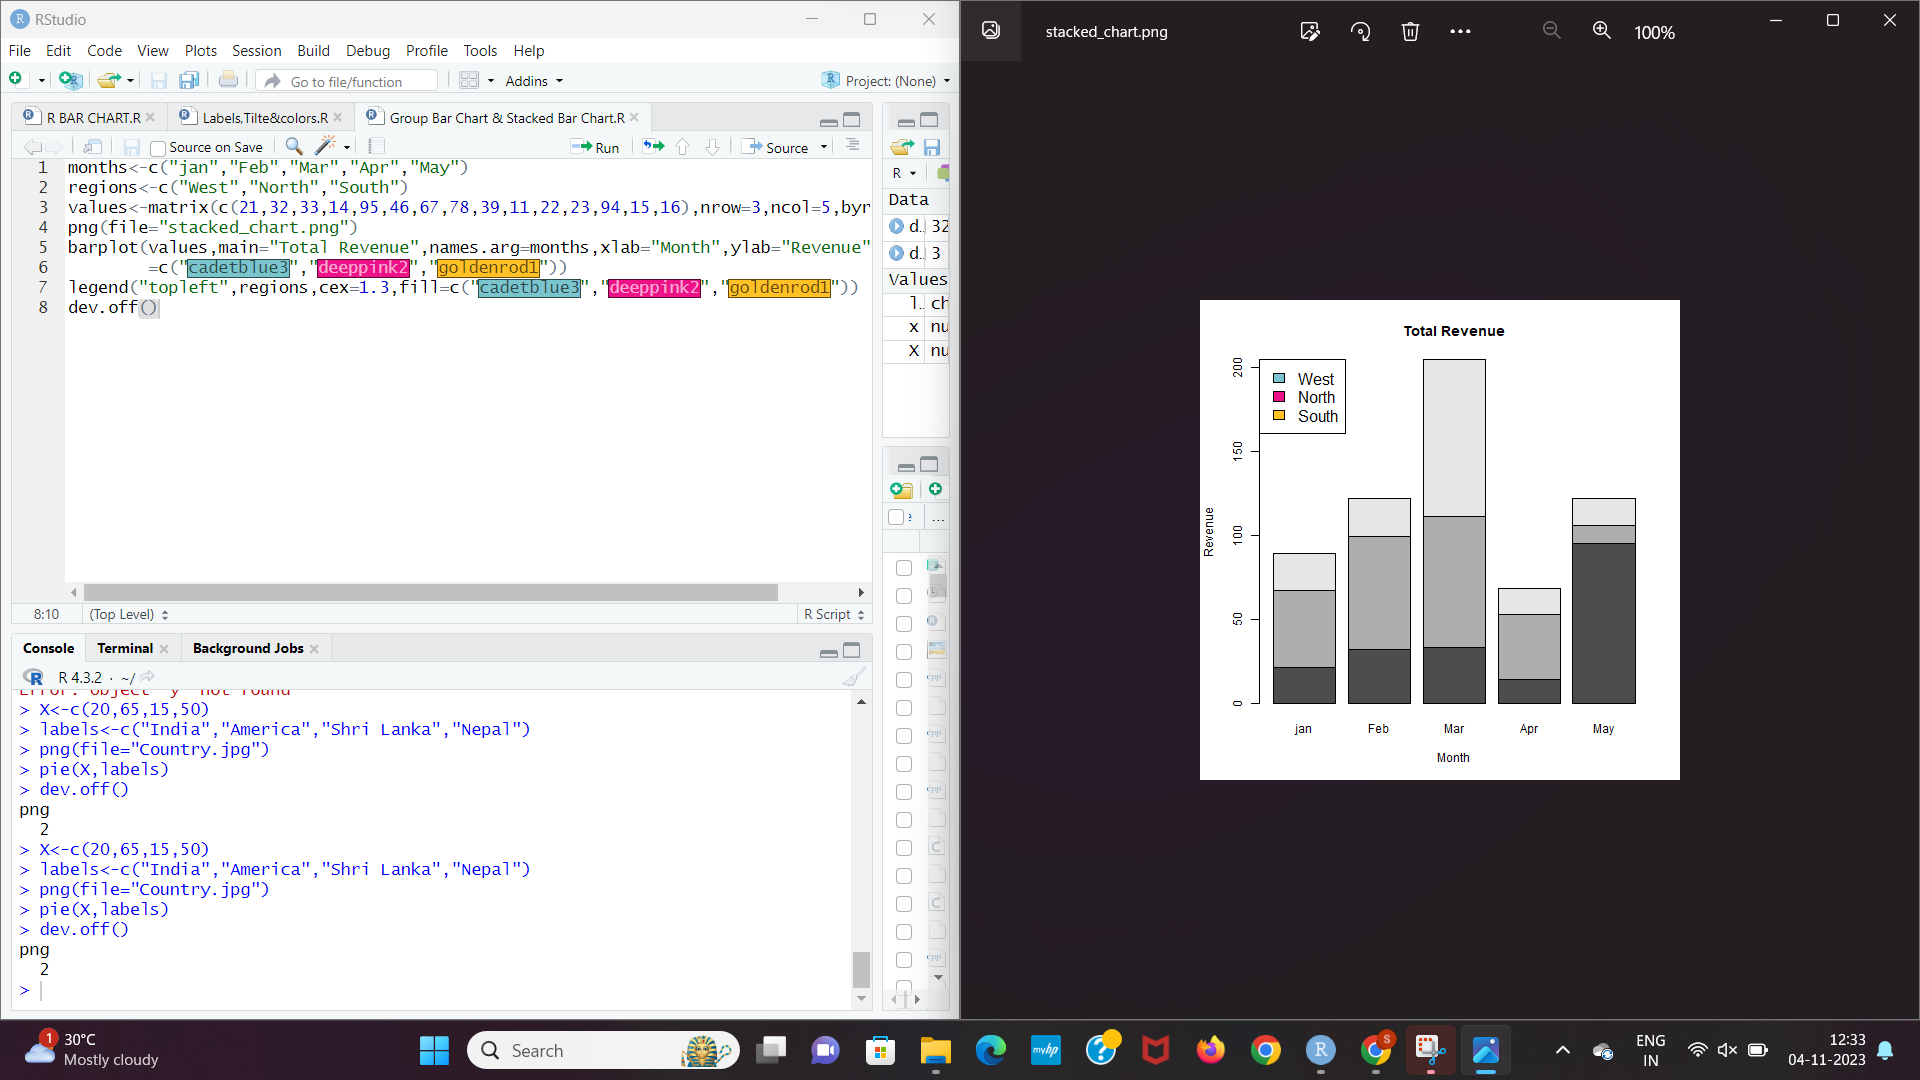 RStudio
File Edit Code View Plots Session Build Debug Profile Tools Help
Go to file/function
Addins
Project: (None)
R BAR CHART.R
Labels,Tilte&colors.R
Group Bar Chart & Stacked Bar Chart.R
Source on Save
Run
Source
1 months<-c("jan","Feb","Mar","Apr","May")
2 regions<-c("West","North","South")
3 values<-matrix(c(21,32,33,14,95,46,67,78,39,11,22,23,94,15,16),nrow=3,ncol=5,byr
4 png(file="stacked_chart.png")
5 barplot(values,main="Total Revenue",names.arg=months,xlab="Month",ylab="Revenue"
6 =c("cadetblue3","deeppink2","goldenrod1"))
7 legend("topleft",regions,cex=1.3,fill=c("cadetblue3","deeppink2","goldenrod1"))
8 dev.off()
8:10
(Top Level)
R Script
Console Terminal Background Jobs
R 4.3.2 · ~/
Error: object 'y' not found
> X<-c(20,65,15,50)
> labels<-c("India","America","Shri Lanka","Nepal")
> png(file="Country.jpg")
> pie(X,labels)
> dev.off()
png
2
> X<-c(20,65,15,50)
> labels<-c("India","America","Shri Lanka","Nepal")
> png(file="Country.jpg")
> pie(X,labels)
> dev.off()
png
2
>
R
Data
d.. 32
d.. 3
Values
l.. ch
x nu
X nu
stacked_chart.png
100%
Total Revenue
West
North
South
200
150
100
50
0
Revenue
jan Feb Mar Apr May
Month
1
30°C
Mostly cloudy
Search
myhp
S
ENG
IN
12:33
04-11-2023